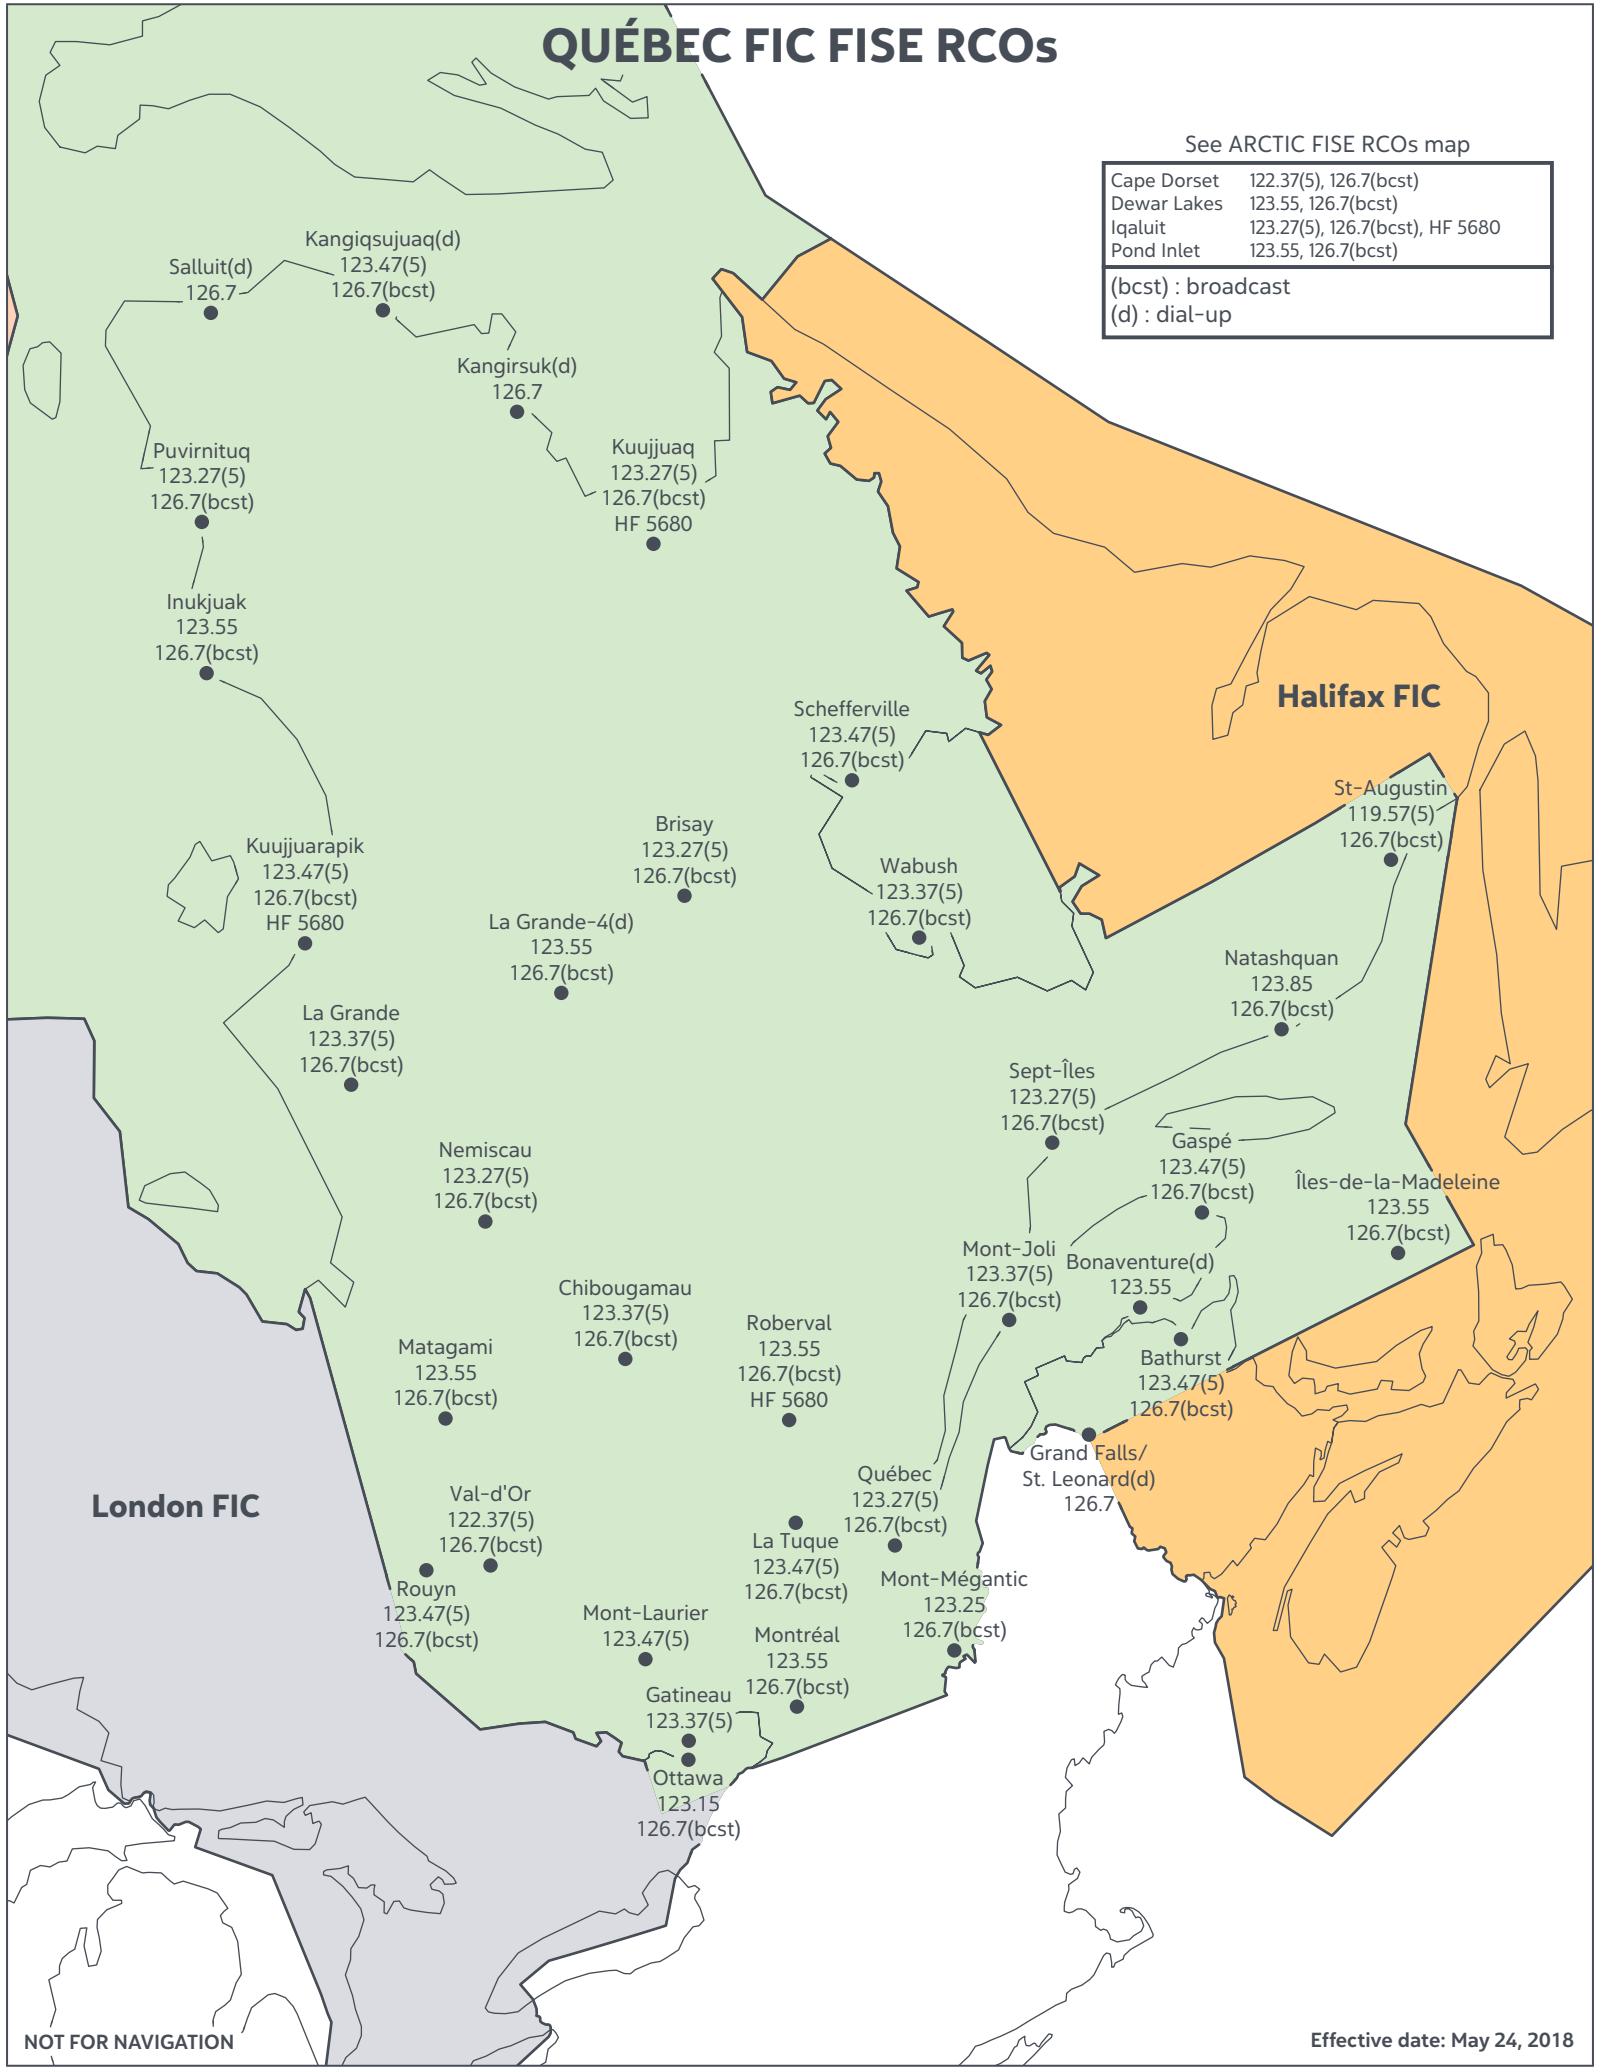 QUÉBEC FIC FISE RCOs
See ARCTIC FISE RCOs map
Cape Dorset 122.37(5), 126.7(bcst)
Dewar Lakes 123.55, 126.7(bcst)
Iqaluit 123.27(5), 126.7(bcst), HF 5680
Pond Inlet 123.55, 126.7(bcst)
(bcst) : broadcast
(d) : dial-up
Kangiqsujuaq(d)
123.47(5)
126.7(bcst)
Salluit(d)
126.7
Kangirsuk(d)
126.7
Kuujjuaq
123.27(5)
126.7(bcst)
HF 5680
Puvirnituq
123.27(5)
126.7(bcst)
Inukjuak
123.55
126.7(bcst)
Halifax FIC
Schefferville
123.47(5)
126.7(bcst)
St-Augustin
119.57(5)
126.7(bcst)
Brisay
123.27(5)
126.7(bcst)
Kuujjuarapik
123.47(5)
126.7(bcst)
HF 5680
Wabush
123.37(5)
126.7(bcst)
La Grande-4(d)
123.55
126.7(bcst)
Natashquan
123.85
126.7(bcst)
La Grande
123.37(5)
126.7(bcst)
Sept-Îles
123.27(5)
126.7(bcst)
Gaspé
123.47(5)
126.7(bcst)
Nemiscau
123.27(5)
126.7(bcst)
Îles-de-la-Madeleine
123.55
126.7(bcst)
Mont-Joli
123.37(5)
126.7(bcst)
Bonaventure(d)
123.55
Chibougamau
123.37(5)
126.7(bcst)
Roberval
123.55
126.7(bcst)
HF 5680
Matagami
123.55
126.7(bcst)
Bathurst
123.47(5)
126.7(bcst)
Grand Falls/
St. Leonard(d)
126.7
Québec
123.27(5)
126.7(bcst)
London FIC
Val-d'Or
122.37(5)
126.7(bcst)
La Tuque
123.47(5)
126.7(bcst)
Mont-Mégantic
123.25
126.7(bcst)
Rouyn
123.47(5)
126.7(bcst)
Mont-Laurier
123.47(5)
Montréal
123.55
126.7(bcst)
Gatineau
123.37(5)
Ottawa
123.15
126.7(bcst)
NOT FOR NAVIGATION
Effective date: May 24, 2018